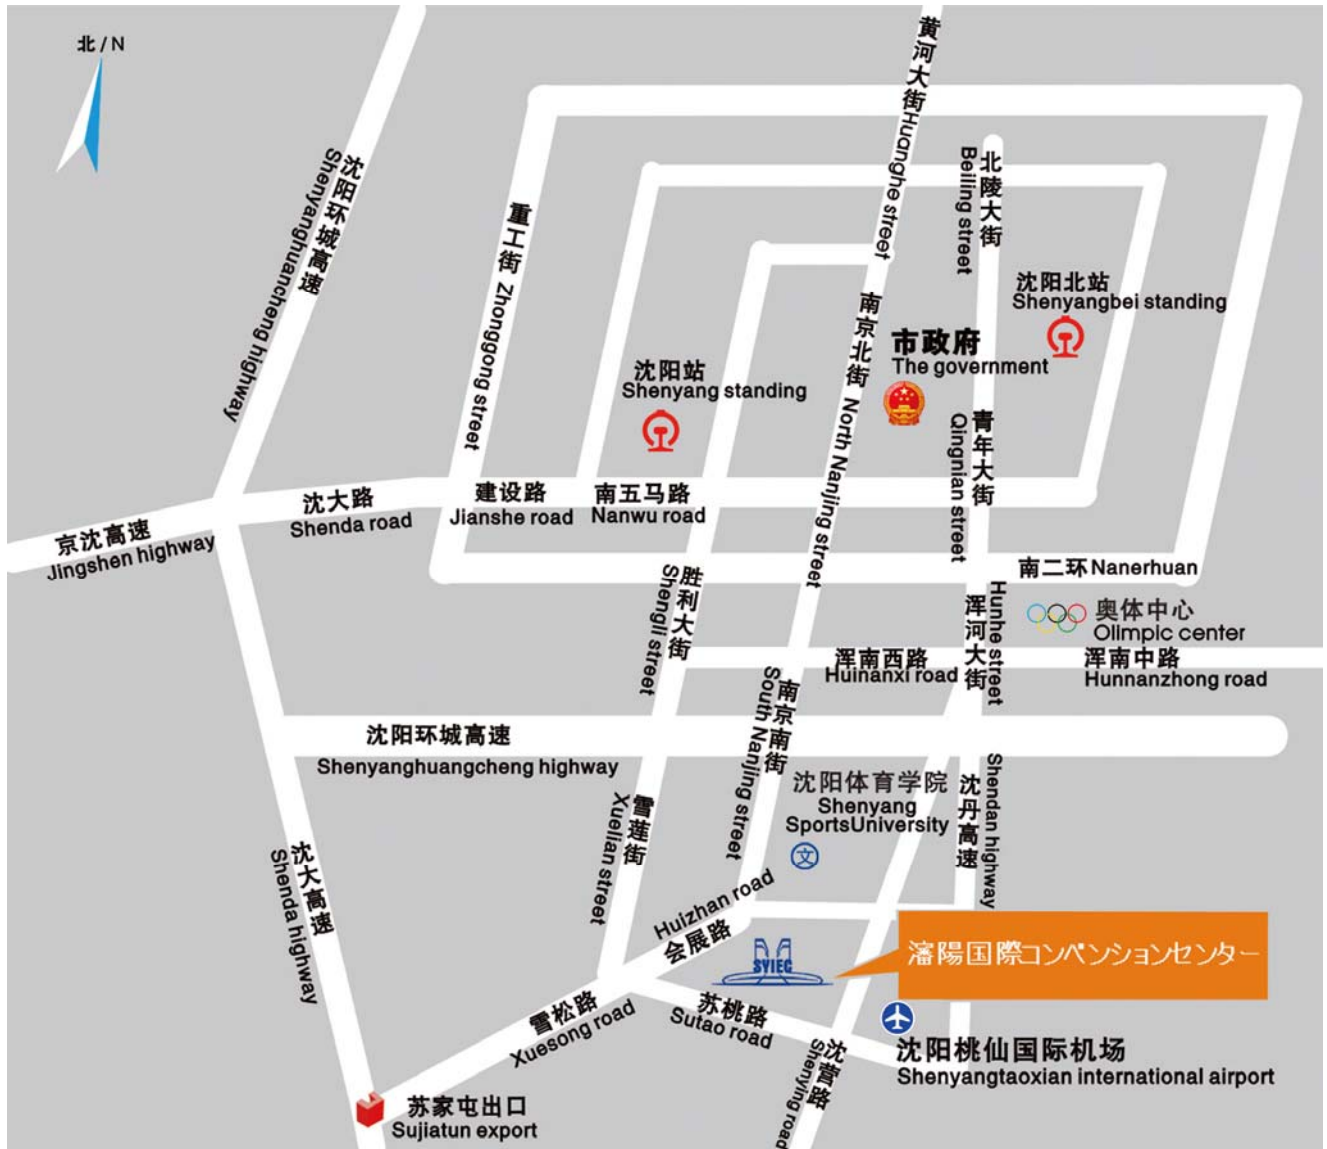 北 / N
黄河大街 Huanghe street
沈阳环城高速
Shenyanghuancheng highway
北陵大街
Beiling street
重工街 Zhonggong street
沈阳北站
Shenyangbei standing
南京北街 North Nanjing street
市政府
The government
沈阳站
Shenyang standing
青年大街
Qingnian street
沈大路
Shenda road
建设路
Jianshe road
南五马路
Nanwu road
京沈高速
Jingshen highway
南二环 Nanerhuan
胜利大街
Shengli street
浑河大街
Hunhe street
奥体中心
Olimpic center
浑南西路
Huinanxi road
浑南中路
Hunnanzhong road
南京南街
South Nanjing street
沈阳环城高速
Shenyanghuangcheng highway
沈阳体育学院
Shenyang
SportsUniversity
文
沈丹高速
Shendan highway
雪莲街
Xuelian street
沈大高速
Shenda highway
Huizhan road
会展路
SYIEC
瀋陽国際コンベンションセンター
雪松路
Xuesong road
苏桃路
Sutao road
沈营路
Shenying road
沈阳桃仙国际机场
Shenyangtaoxian international airport
苏家屯出口
Sujiatun export